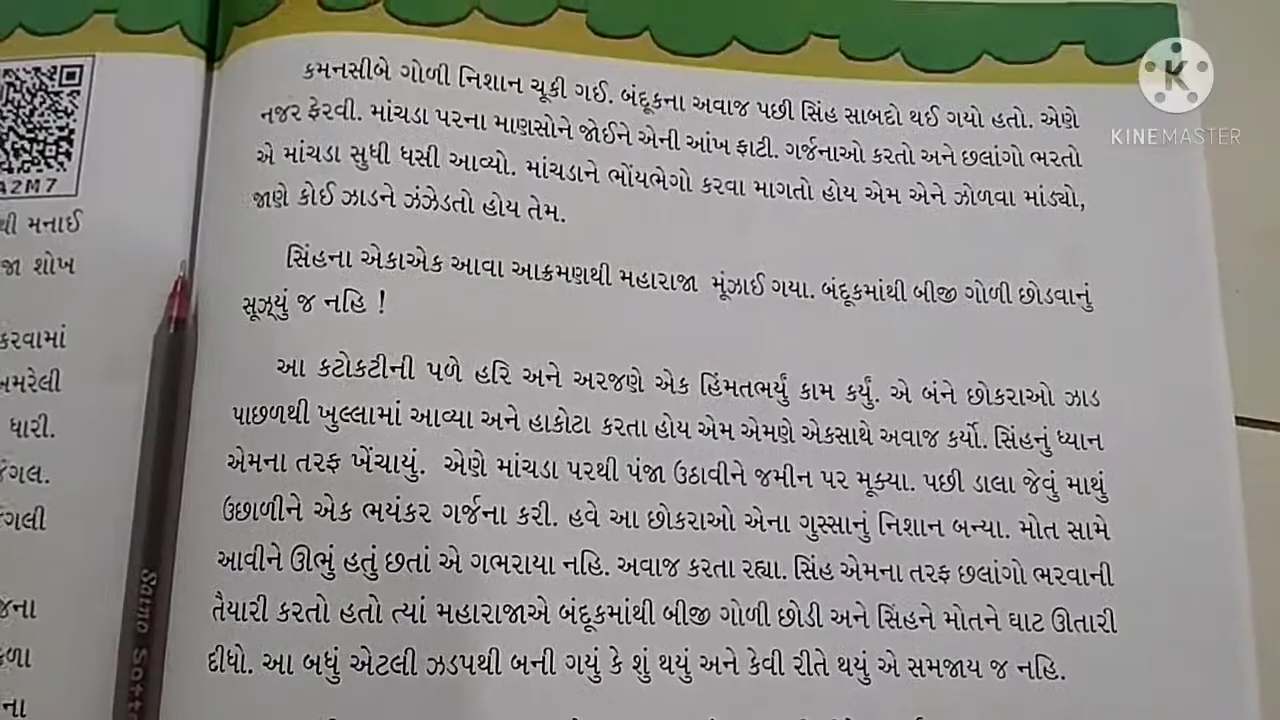 કમનસીબે ગોળી નિશાન ચૂકી ગઈ. બંદૂકના અવાજ પછી સિંહ સાબદો થઈ ગયો હતો. એણે
નજર ફેરવી. માંચડા પરના માણસોને જોઈને એની આંખ ફાટી. ગર્જનાઓ કરતો અને છલાંગો ભરતો
એ માંચડા સુધી ધસી આવ્યો. માંચડાને ભોંયભેગો કરવા માગતો હોય એમ એને ઝોળવા માંડ્યો,
જાણે કોઈ ઝાડને ઝંઝેડતો હોય તેમ.
સિંહના એકાએક આવા આક્રમણથી મહારાજા મૂંઝાઈ ગયા. બંદૂકમાંથી બીજી ગોળી છોડવાનું
સૂઝ્યું જ નહિ !
આ કટોકટીની પળે હરિ અને અરજણે એક હિંમતભર્યું કામ કર્યું. એ બંને છોકરાઓ ઝાડ
પાછળથી ખુલ્લામાં આવ્યા અને હાકોટા કરતા હોય એમ એમણે એકસાથે અવાજ કર્યો. સિંહનું ધ્યાન
એમના તરફ ખેંચાયું. એણે માંચડા પરથી પંજા ઉઠાવીને જમીન પર મૂક્યા. પછી ડાલા જેવું માથું
ઉછાળીને એક ભયંકર ગર્જના કરી. હવે આ છોકરાઓ એના ગુસ્સાનું નિશાન બન્યા. મોત સામે
આવીને ઊભું હતું છતાં એ ગભરાયા નહિ. અવાજ કરતા રહ્યા. સિંહ એમના તરફ છલાંગો ભરવાની
તૈયારી કરતો હતો ત્યાં મહારાજાએ બંદૂકમાંથી બીજી ગોળી છોડી અને સિંહને મોતને ઘાટ ઊતારી
દીધો. આ બધું એટલી ઝડપથી બની ગયું કે શું થયું અને કેવી રીતે થયું એ સમજાય જ નહિ.
A2M7
મનાઈ
શોખ
કરવામાં
અમરેલી
ધારી.
K
KINEMASTER